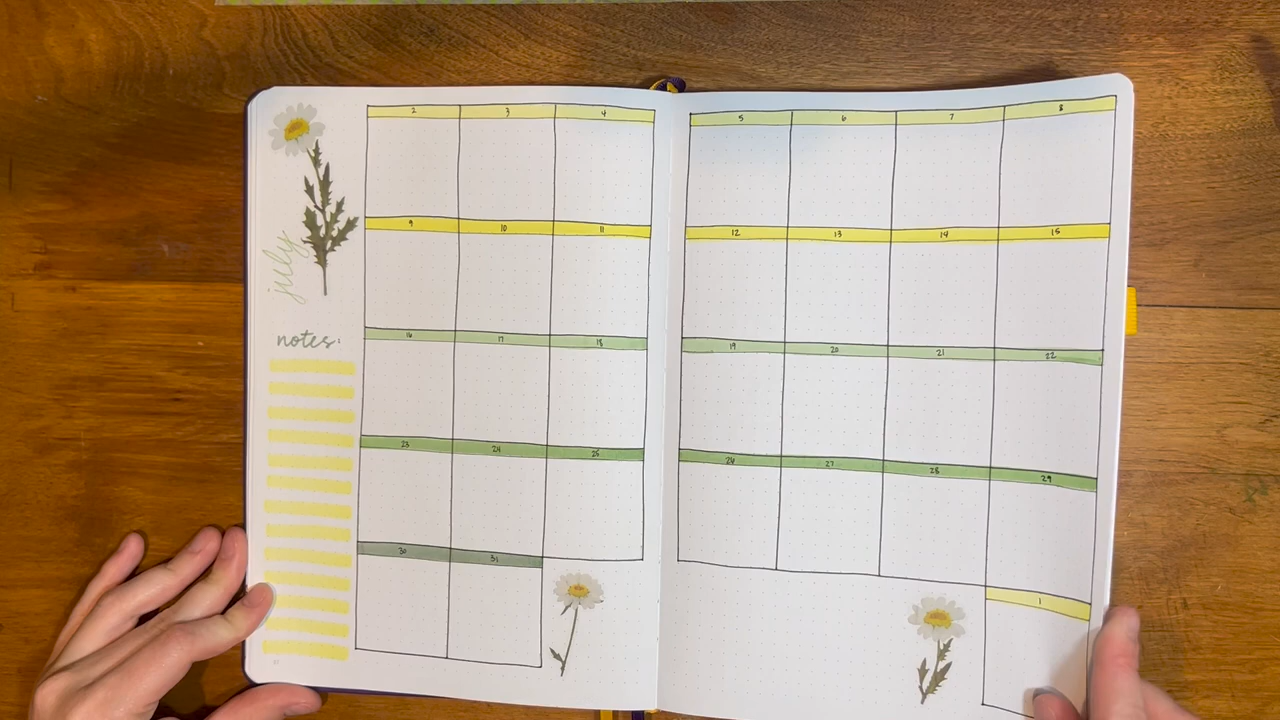 july
notes:
2 3 4 5 6 7 8
9 10 11 12 13 14 15
16 17 18 19 20 21 22
23 24 25 26 27 28 29
30 31 1